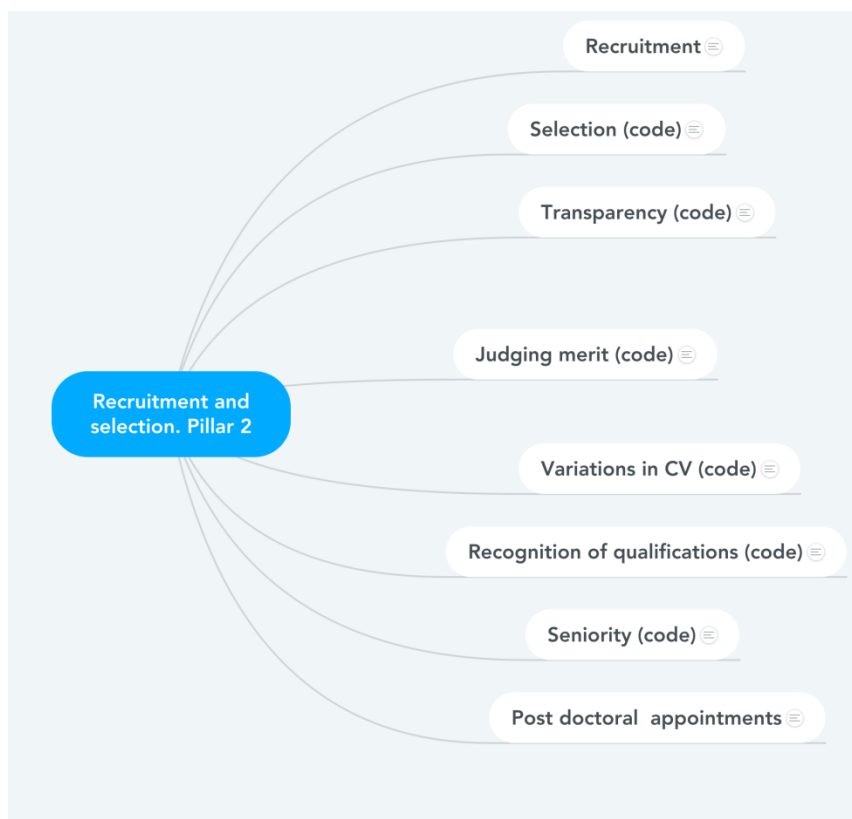 Recruitment
Selection (code)
Transparency (code)
Judging merit (code)
Recruitment and
selection. Pillar 2
Variations in CV (code)
Recognition of qualifications (code)
Seniority (code)
Post doctoral  appointments